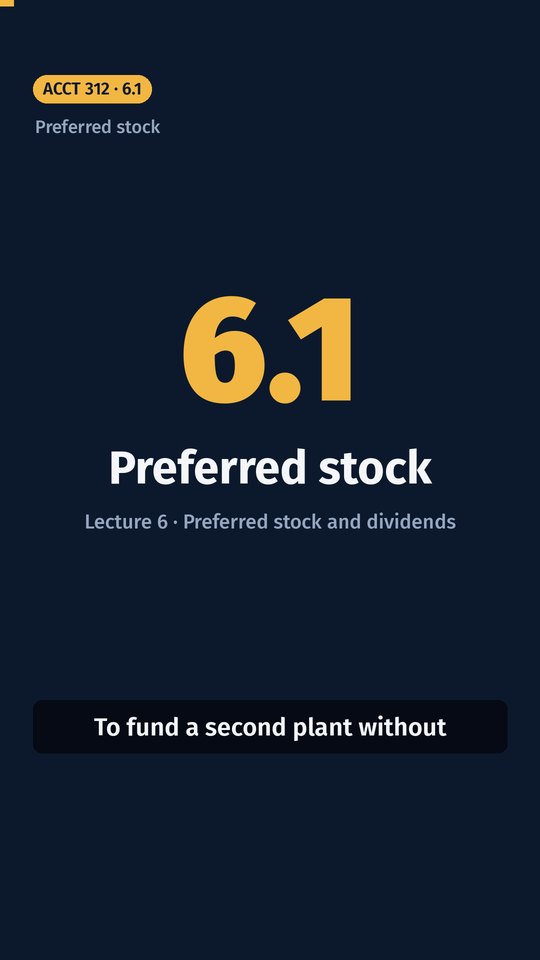 ACCT 312 · 6.1
Preferred stock
6.1
Preferred stock
Lecture 6 · Preferred stock and dividends
To fund a second plant without